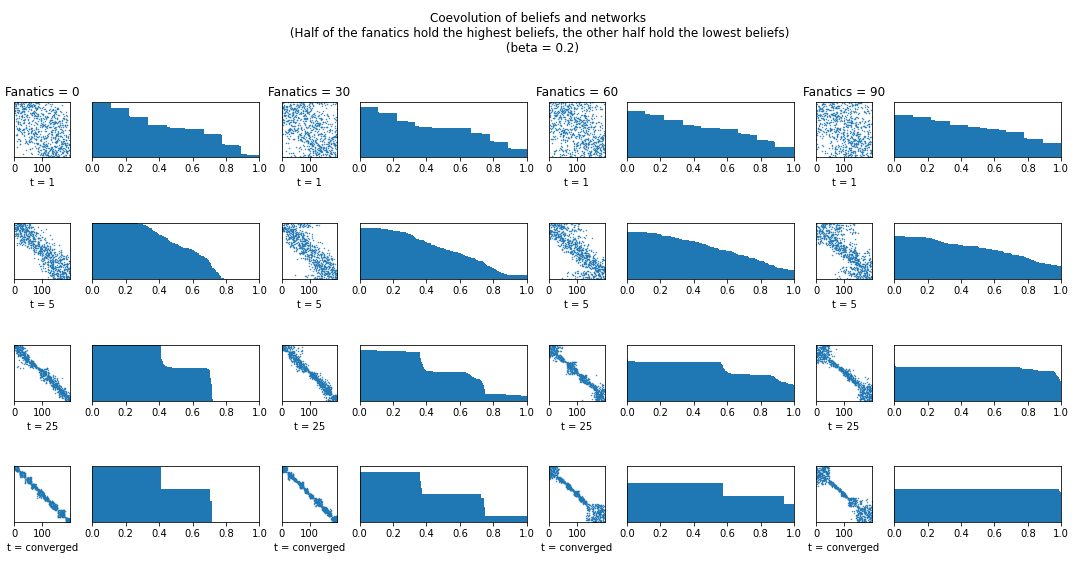 Coevolution of beliefs and networks
(Half of the fanatics hold the highest beliefs, the other half hold the lowest beliefs)
(beta = 0.2)
Fanatics = 0 Fanatics = 30 Fanatics = 60 Fanatics = 90
0 100 0.0 0.2 0.4 0.6 0.8 1.0 0 100 0.0 0.2 0.4 0.6 0.8 1.0 0 100 0.0 0.2 0.4 0.6 0.8 1.0 0 100 0.0 0.2 0.4 0.6 0.8 1.0
t = 1 t = 1 t = 1 t = 1
0 100 0.0 0.2 0.4 0.6 0.8 1.0 0 100 0.0 0.2 0.4 0.6 0.8 1.0 0 100 0.0 0.2 0.4 0.6 0.8 1.0 0 100 0.0 0.2 0.4 0.6 0.8 1.0
t = 5 t = 5 t = 5 t = 5
0 100 0.0 0.2 0.4 0.6 0.8 1.0 0 100 0.0 0.2 0.4 0.6 0.8 1.0 0 100 0.0 0.2 0.4 0.6 0.8 1.0 0 100 0.0 0.2 0.4 0.6 0.8 1.0
t = 25 t = 25 t = 25 t = 25
0 100 0.0 0.2 0.4 0.6 0.8 1.0 0 100 0.0 0.2 0.4 0.6 0.8 1.0 0 100 0.0 0.2 0.4 0.6 0.8 1.0 0 100 0.0 0.2 0.4 0.6 0.8 1.0
t = converged t = converged t = converged t = converged